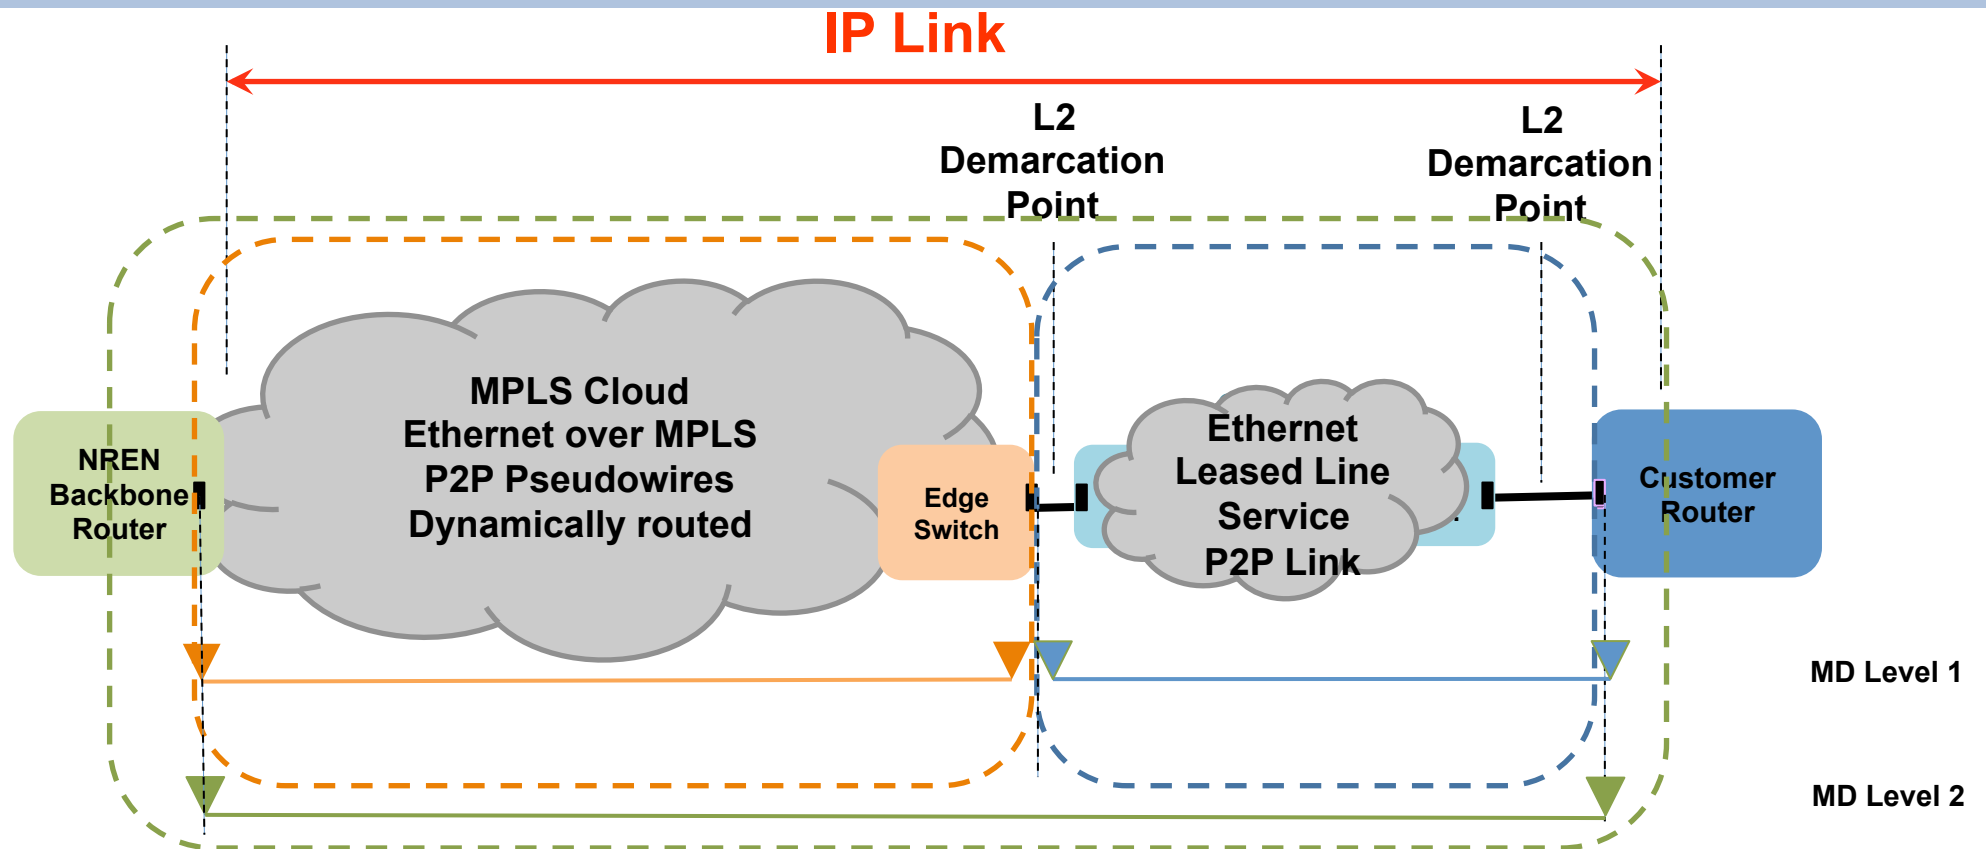 IP Link
L2
Demarcation
Point
L2
Demarcation
Point
MPLS Cloud
Ethernet over MPLS
P2P Pseudowires
Dynamically routed
NREN
Backbone
Router
Edge
Switch
Ethernet
Leased Line
Service
P2P Link
Customer
Router
MD Level 1
MD Level 2